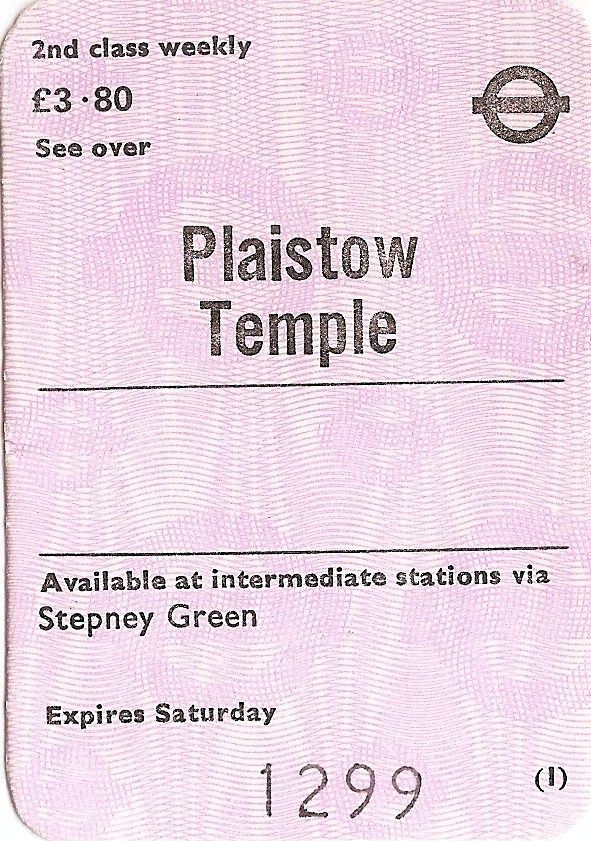 2nd class weekly
£3·80
See over
Plaistow
Temple
Available at intermediate stations via
Stepney Green
Expires Saturday
1299
(1)